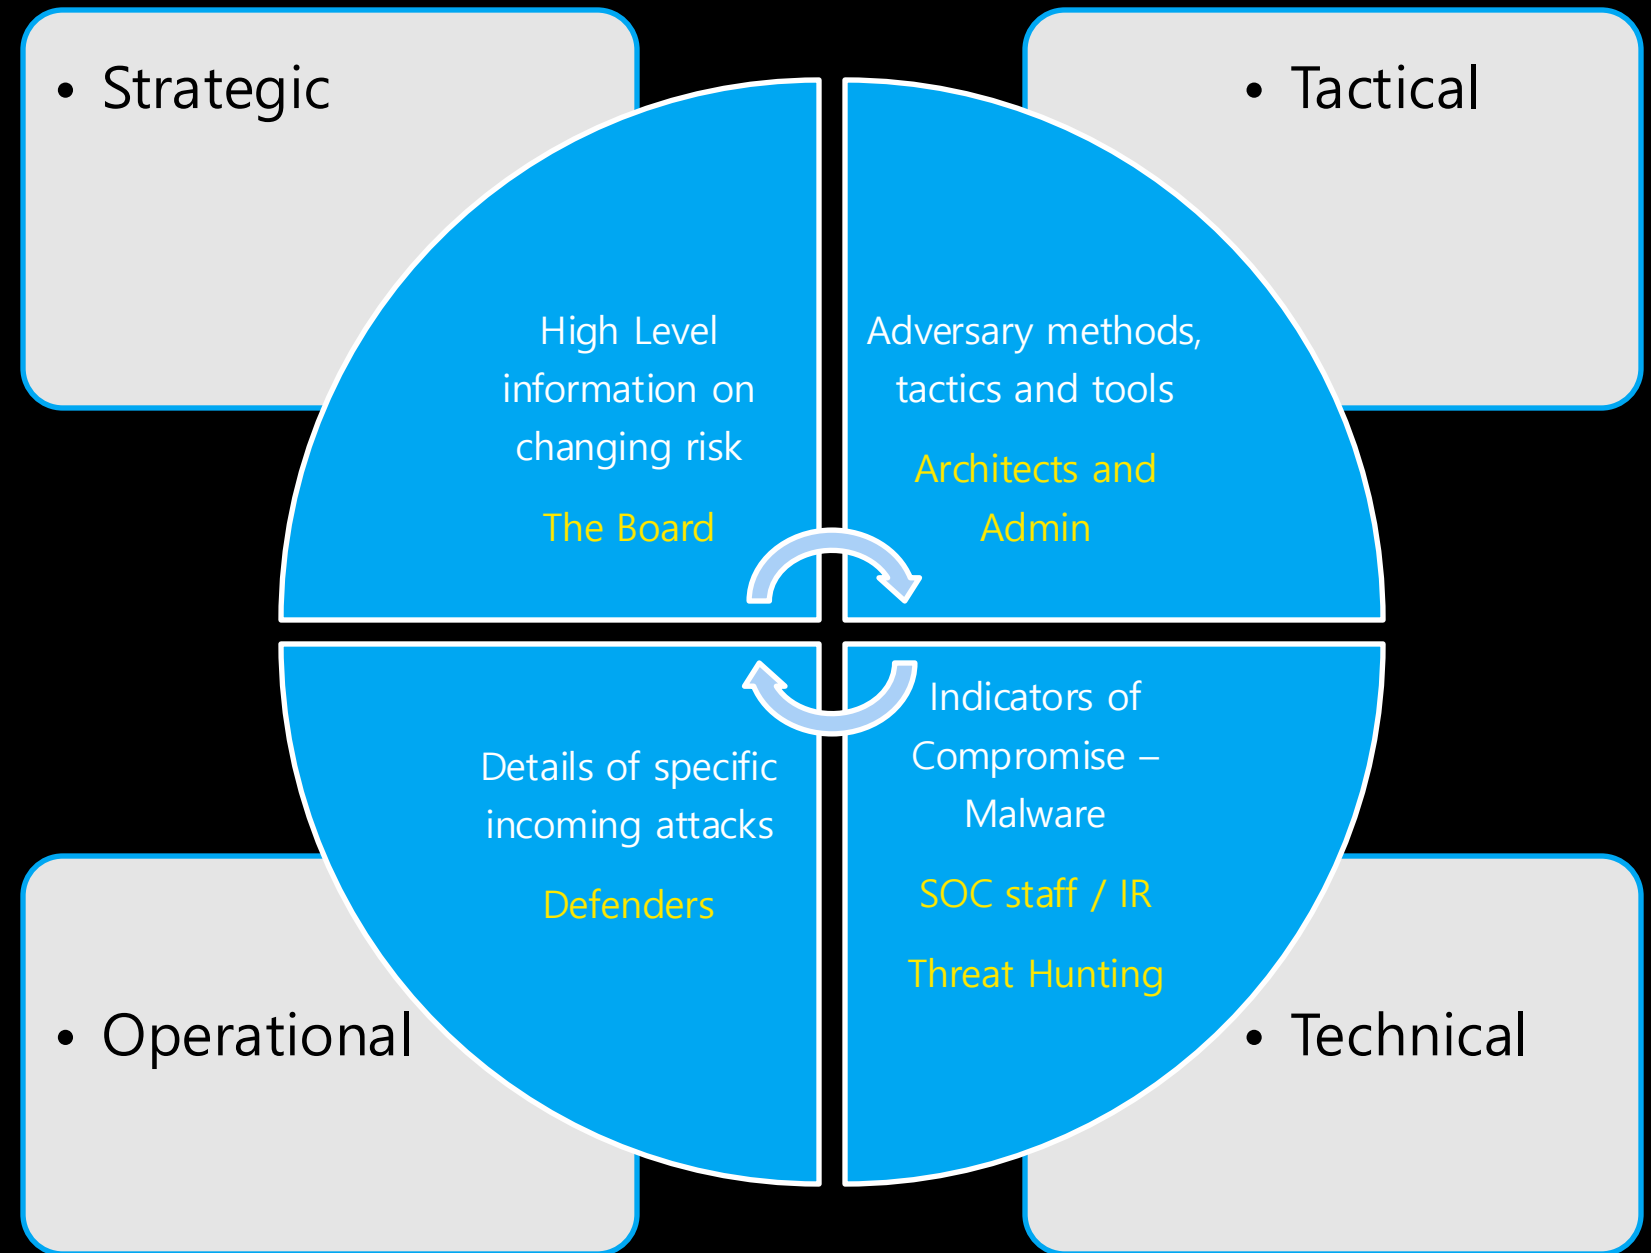 • Strategic
• Tactical
High Level
information on
changing risk
The Board
Adversary methods,
tactics and tools
Architects and
Admin
Details of specific
incoming attacks
Defenders
Indicators of
Compromise –
Malware
SOC staff / IR
Threat Hunting
• Operational
• Technical